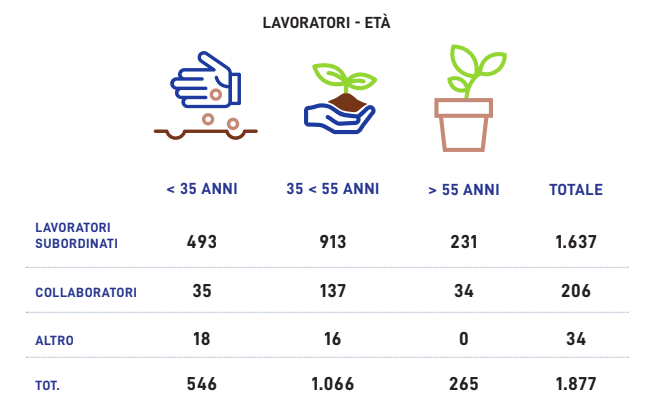 LAVORATORI - ETÀ
< 35 ANNI 35 < 55 ANNI > 55 ANNI TOTALE
LAVORATORI
SUBORDINATI 493 913 231 1.637
COLLABORATORI 35 137 34 206
ALTRO 18 16 0 34
TOT. 546 1.066 265 1.877